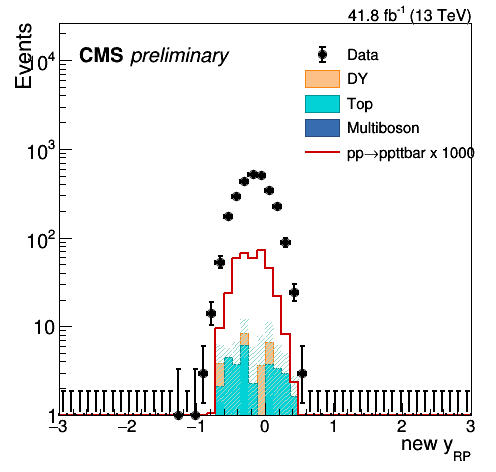 41.8 fb⁻¹ (13 TeV)
Events
CMS preliminary
Data
DY
Top
Multiboson
pp→ppttbar x 1000
10⁴
10³
10²
10
1
−3 −2 −1 0 1 2 3
new y_RP